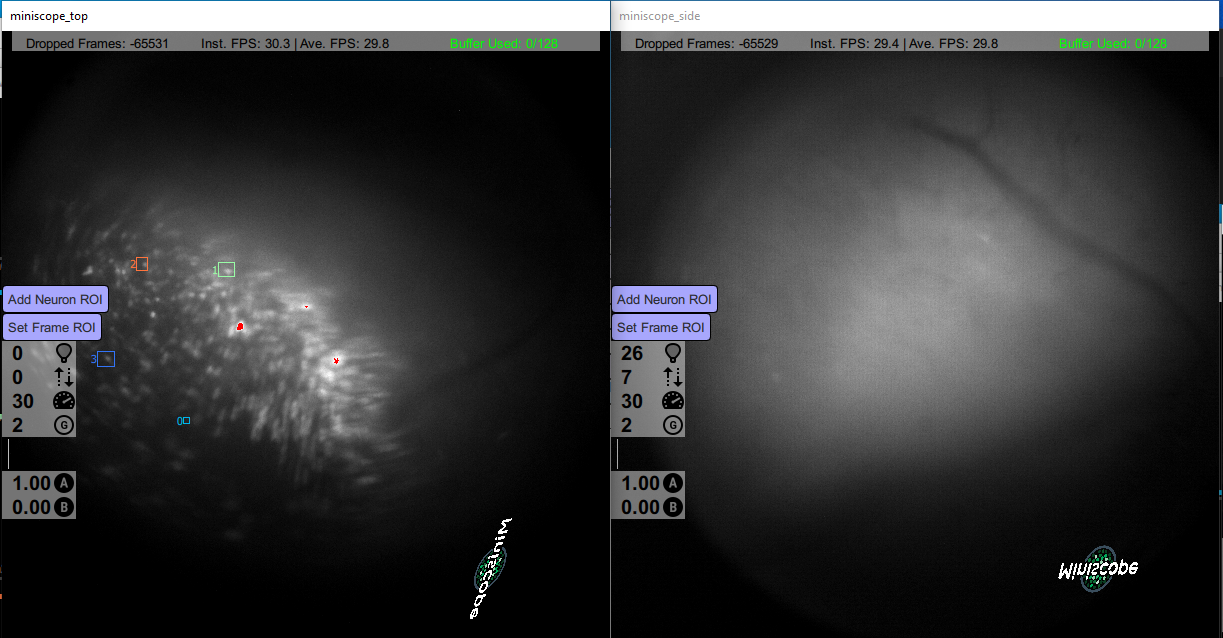 miniscope_top
Dropped Frames: -65531 Inst. FPS: 30.3 | Ave. FPS: 29.8 Buffer Used: 0/128
2
1
Add Neuron ROI
Set Frame ROI
0
3
0
30
2 G
0
1.00 A
0.00 B
Miniscope
miniscope_side
Dropped Frames: -65529 Inst. FPS: 29.4 | Ave. FPS: 29.8 Buffer Used: 0/128
Add Neuron ROI
Set Frame ROI
26
7
30
2 G
1.00 A
0.00 B
Miniscope